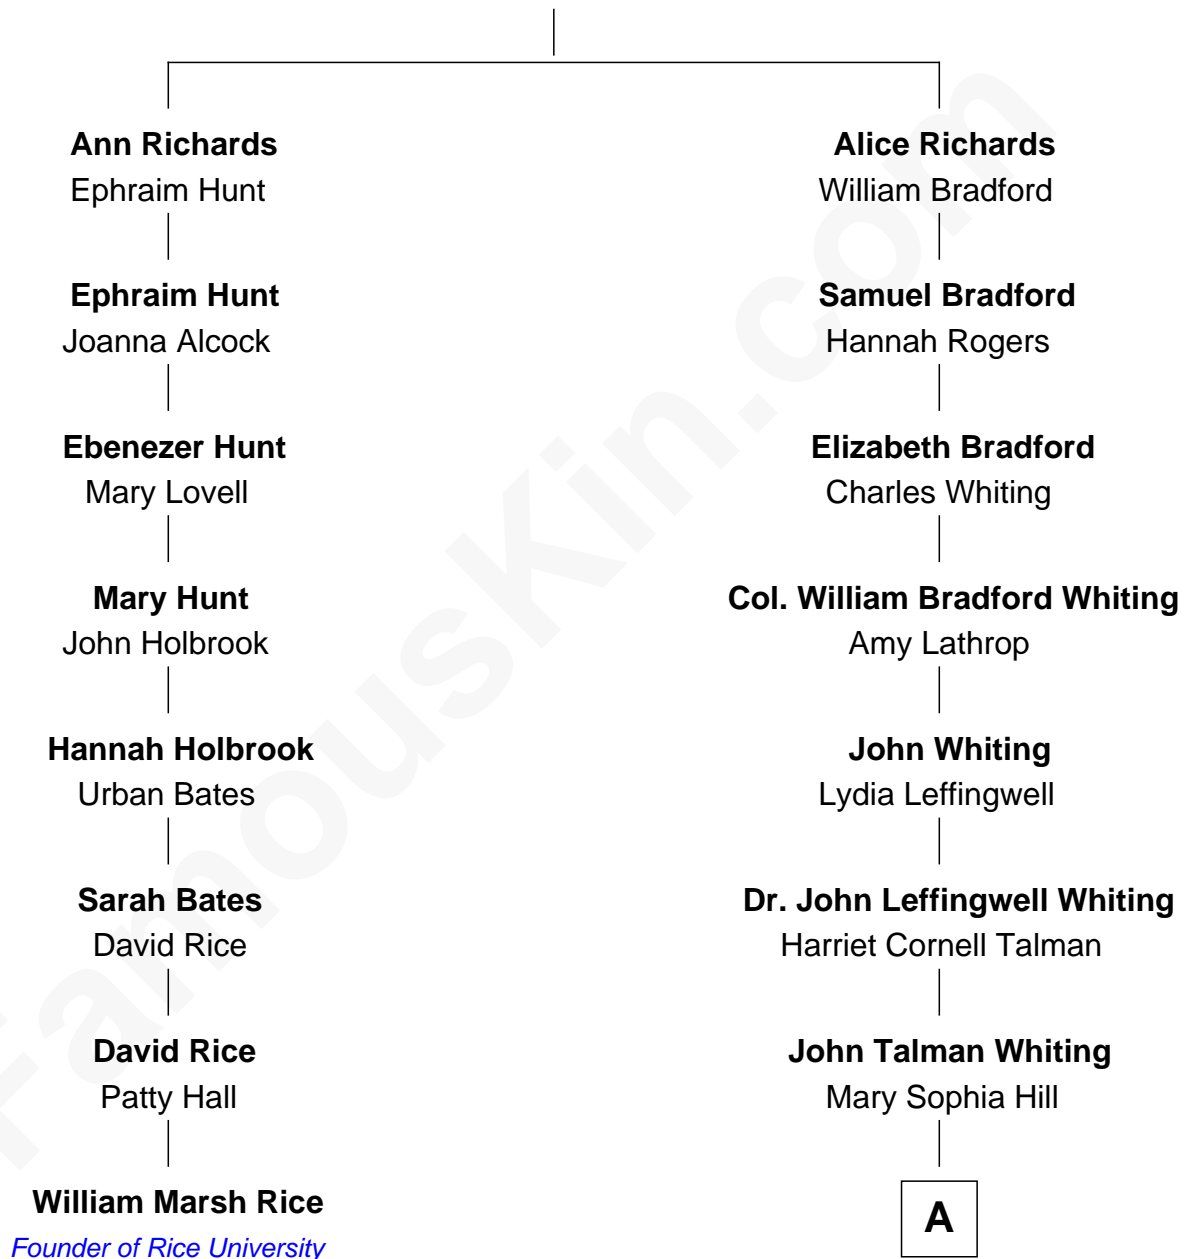 Ann Richards
Ephraim Hunt
Ephraim Hunt
Joanna Alcock
Ebenezer Hunt
Mary Lovell
Mary Hunt
John Holbrook
Hannah Holbrook
Urban Bates
Sarah Bates
David Rice
David Rice
Patty Hall
William Marsh Rice
Founder of Rice University
Alice Richards
William Bradford
Samuel Bradford
Hannah Rogers
Elizabeth Bradford
Charles Whiting
Col. William Bradford Whiting
Amy Lathrop
John Whiting
Lydia Leffingwell
Dr. John Leffingwell Whiting
Harriet Cornell Talman
John Talman Whiting
Mary Sophia Hill
A
FamousKin.com